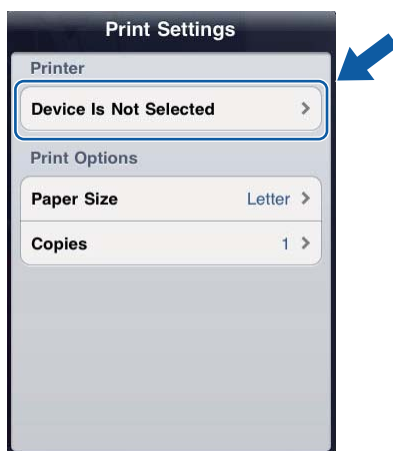 Print Settings
Printer
Device Is Not Selected
Print Options
Paper Size Letter
Copies 1